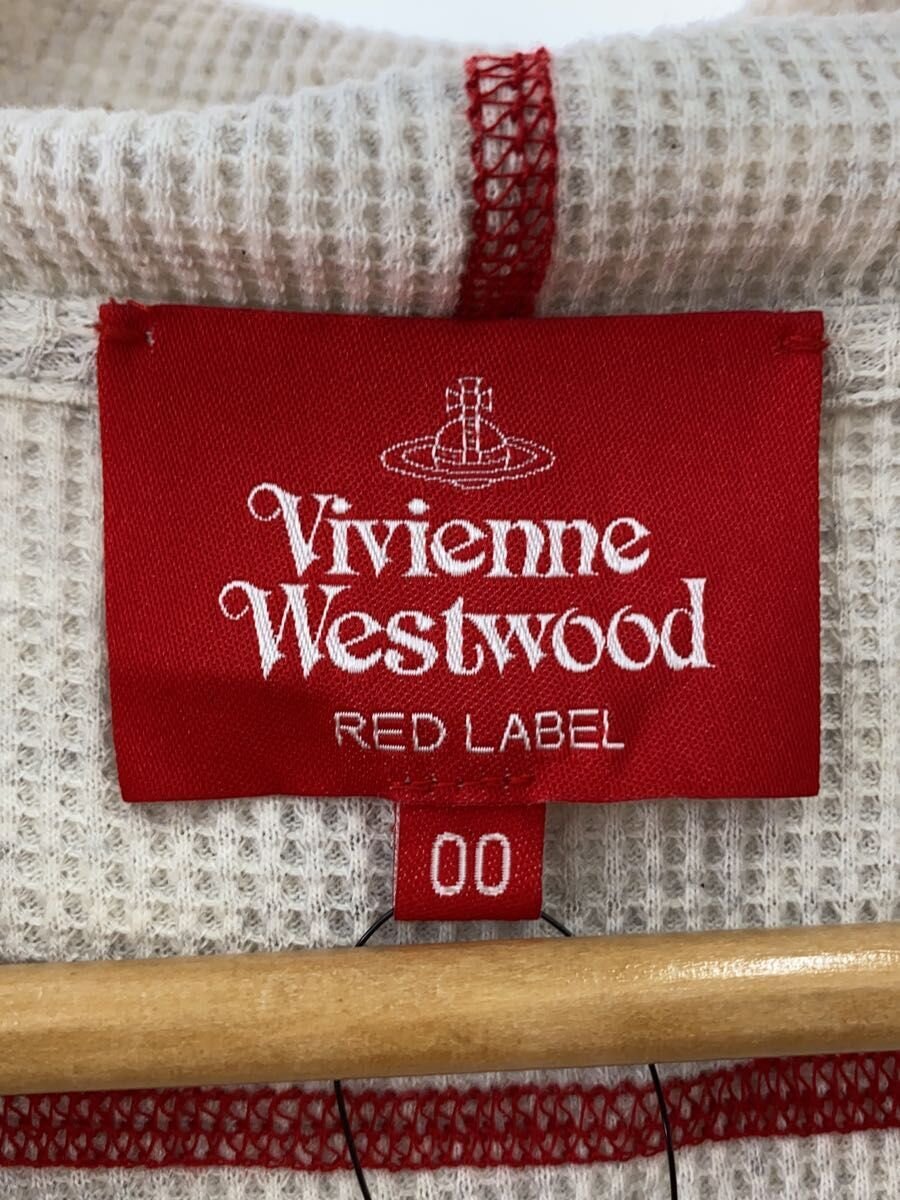 Vivienne
Westwood
RED LABEL
00